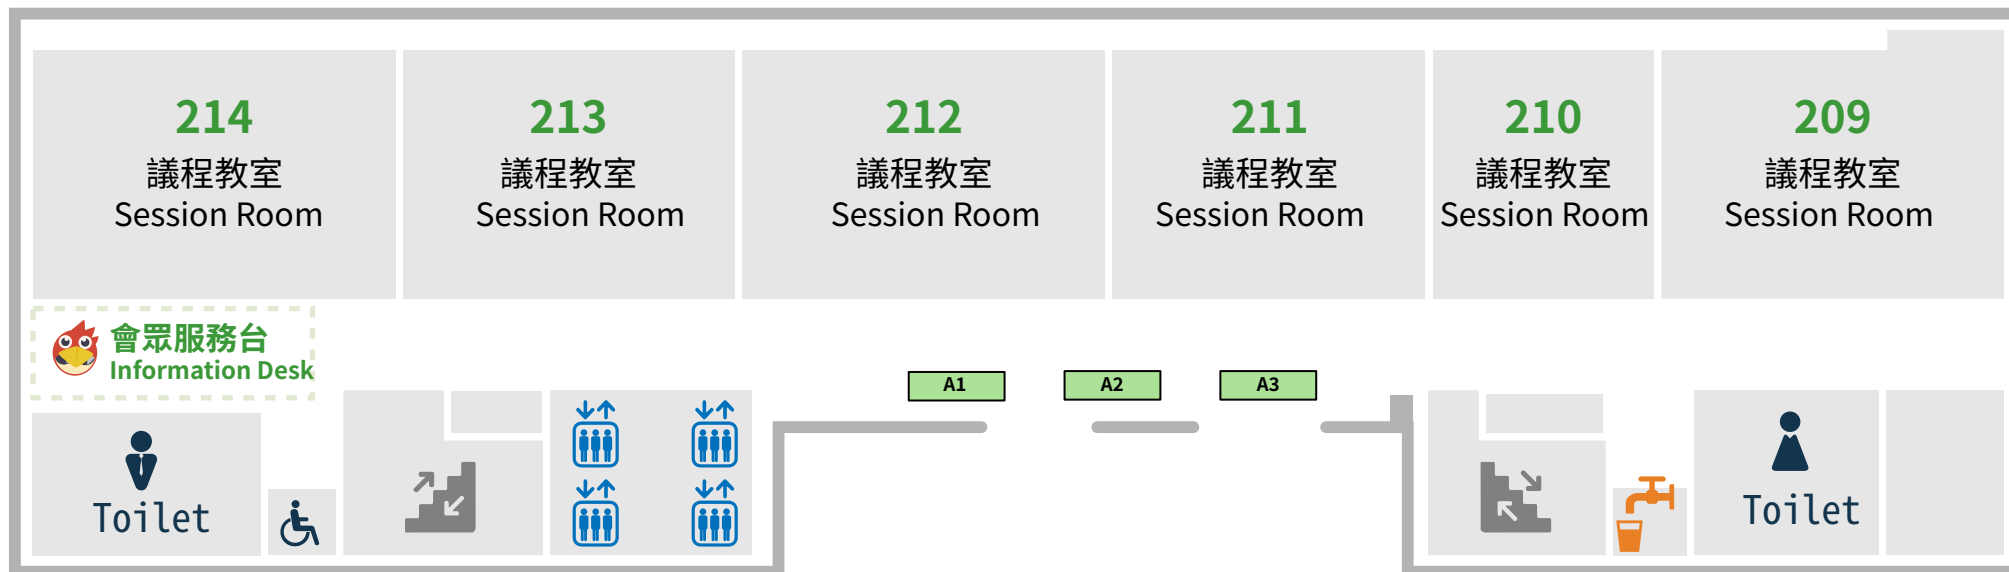 214
議程教室
Session Room
213
議程教室
Session Room
212
議程教室
Session Room
211
議程教室
Session Room
210
議程教室
Session Room
209
議程教室
Session Room
會眾服務台
Information Desk
A1
A2
A3
Toilet
Toilet